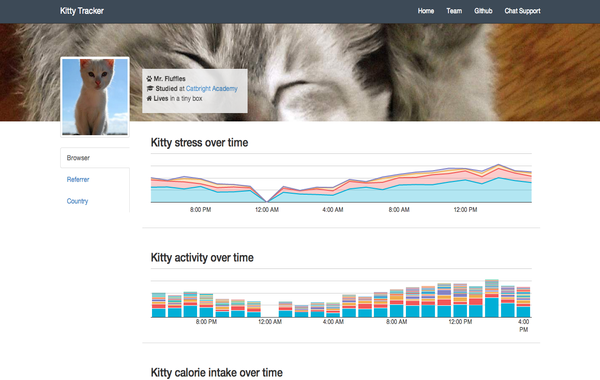 Kitty Tracker
Home Team Github Chat Support
Mr. Fluffles
Studied at Catbright Academy
Lives in a tiny box
Browser
Referrer
Country
Kitty stress over time
8:00 PM 12:00 AM 4:00 AM 8:00 AM 12:00 PM
Kitty activity over time
8:00 PM 12:00 AM 4:00 AM 8:00 AM 12:00 PM 4:00
PM
Kitty calorie intake over time